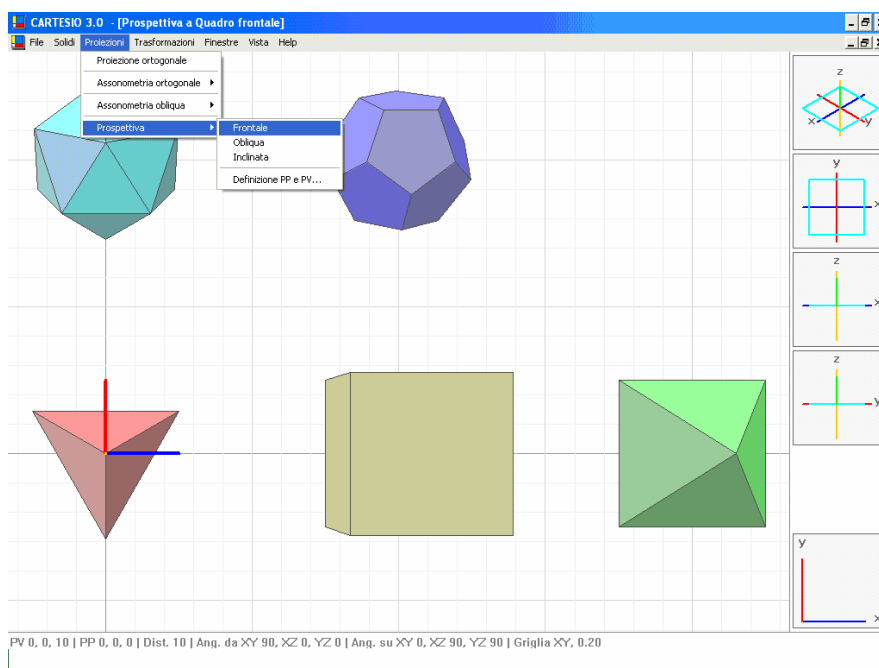 CARTESIO 3.0 - [Prospettiva a Quadro frontale]
File Solidi Proiezioni Trasformazioni Finestre Vista Help
Proiezione ortogonale
Assonometria ortogonale
Assonometria obliqua
Prospettiva
Frontale
Obliqua
Inclinata
Definizione PP e PV...
z
x y
y
x
z
x
z
y
y
x
PV 0, 0, 10 | PP 0, 0, 0 | Dist. 10 | Ang. da XY 90, XZ 0, YZ 0 | Ang. su XY 0, XZ 90, YZ 90 | Griglia XY, 0.20